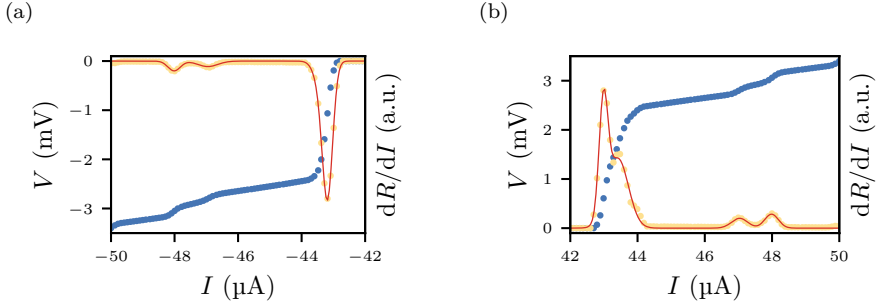 (a)
0
−1
−2
−3
V (mV)
dR/dI (a.u.)
−50
−48
−46
−44
−42
I (µA)
(b)
3
2
1
0
V (mV)
dR/dI (a.u.)
42
44
46
48
50
I (µA)